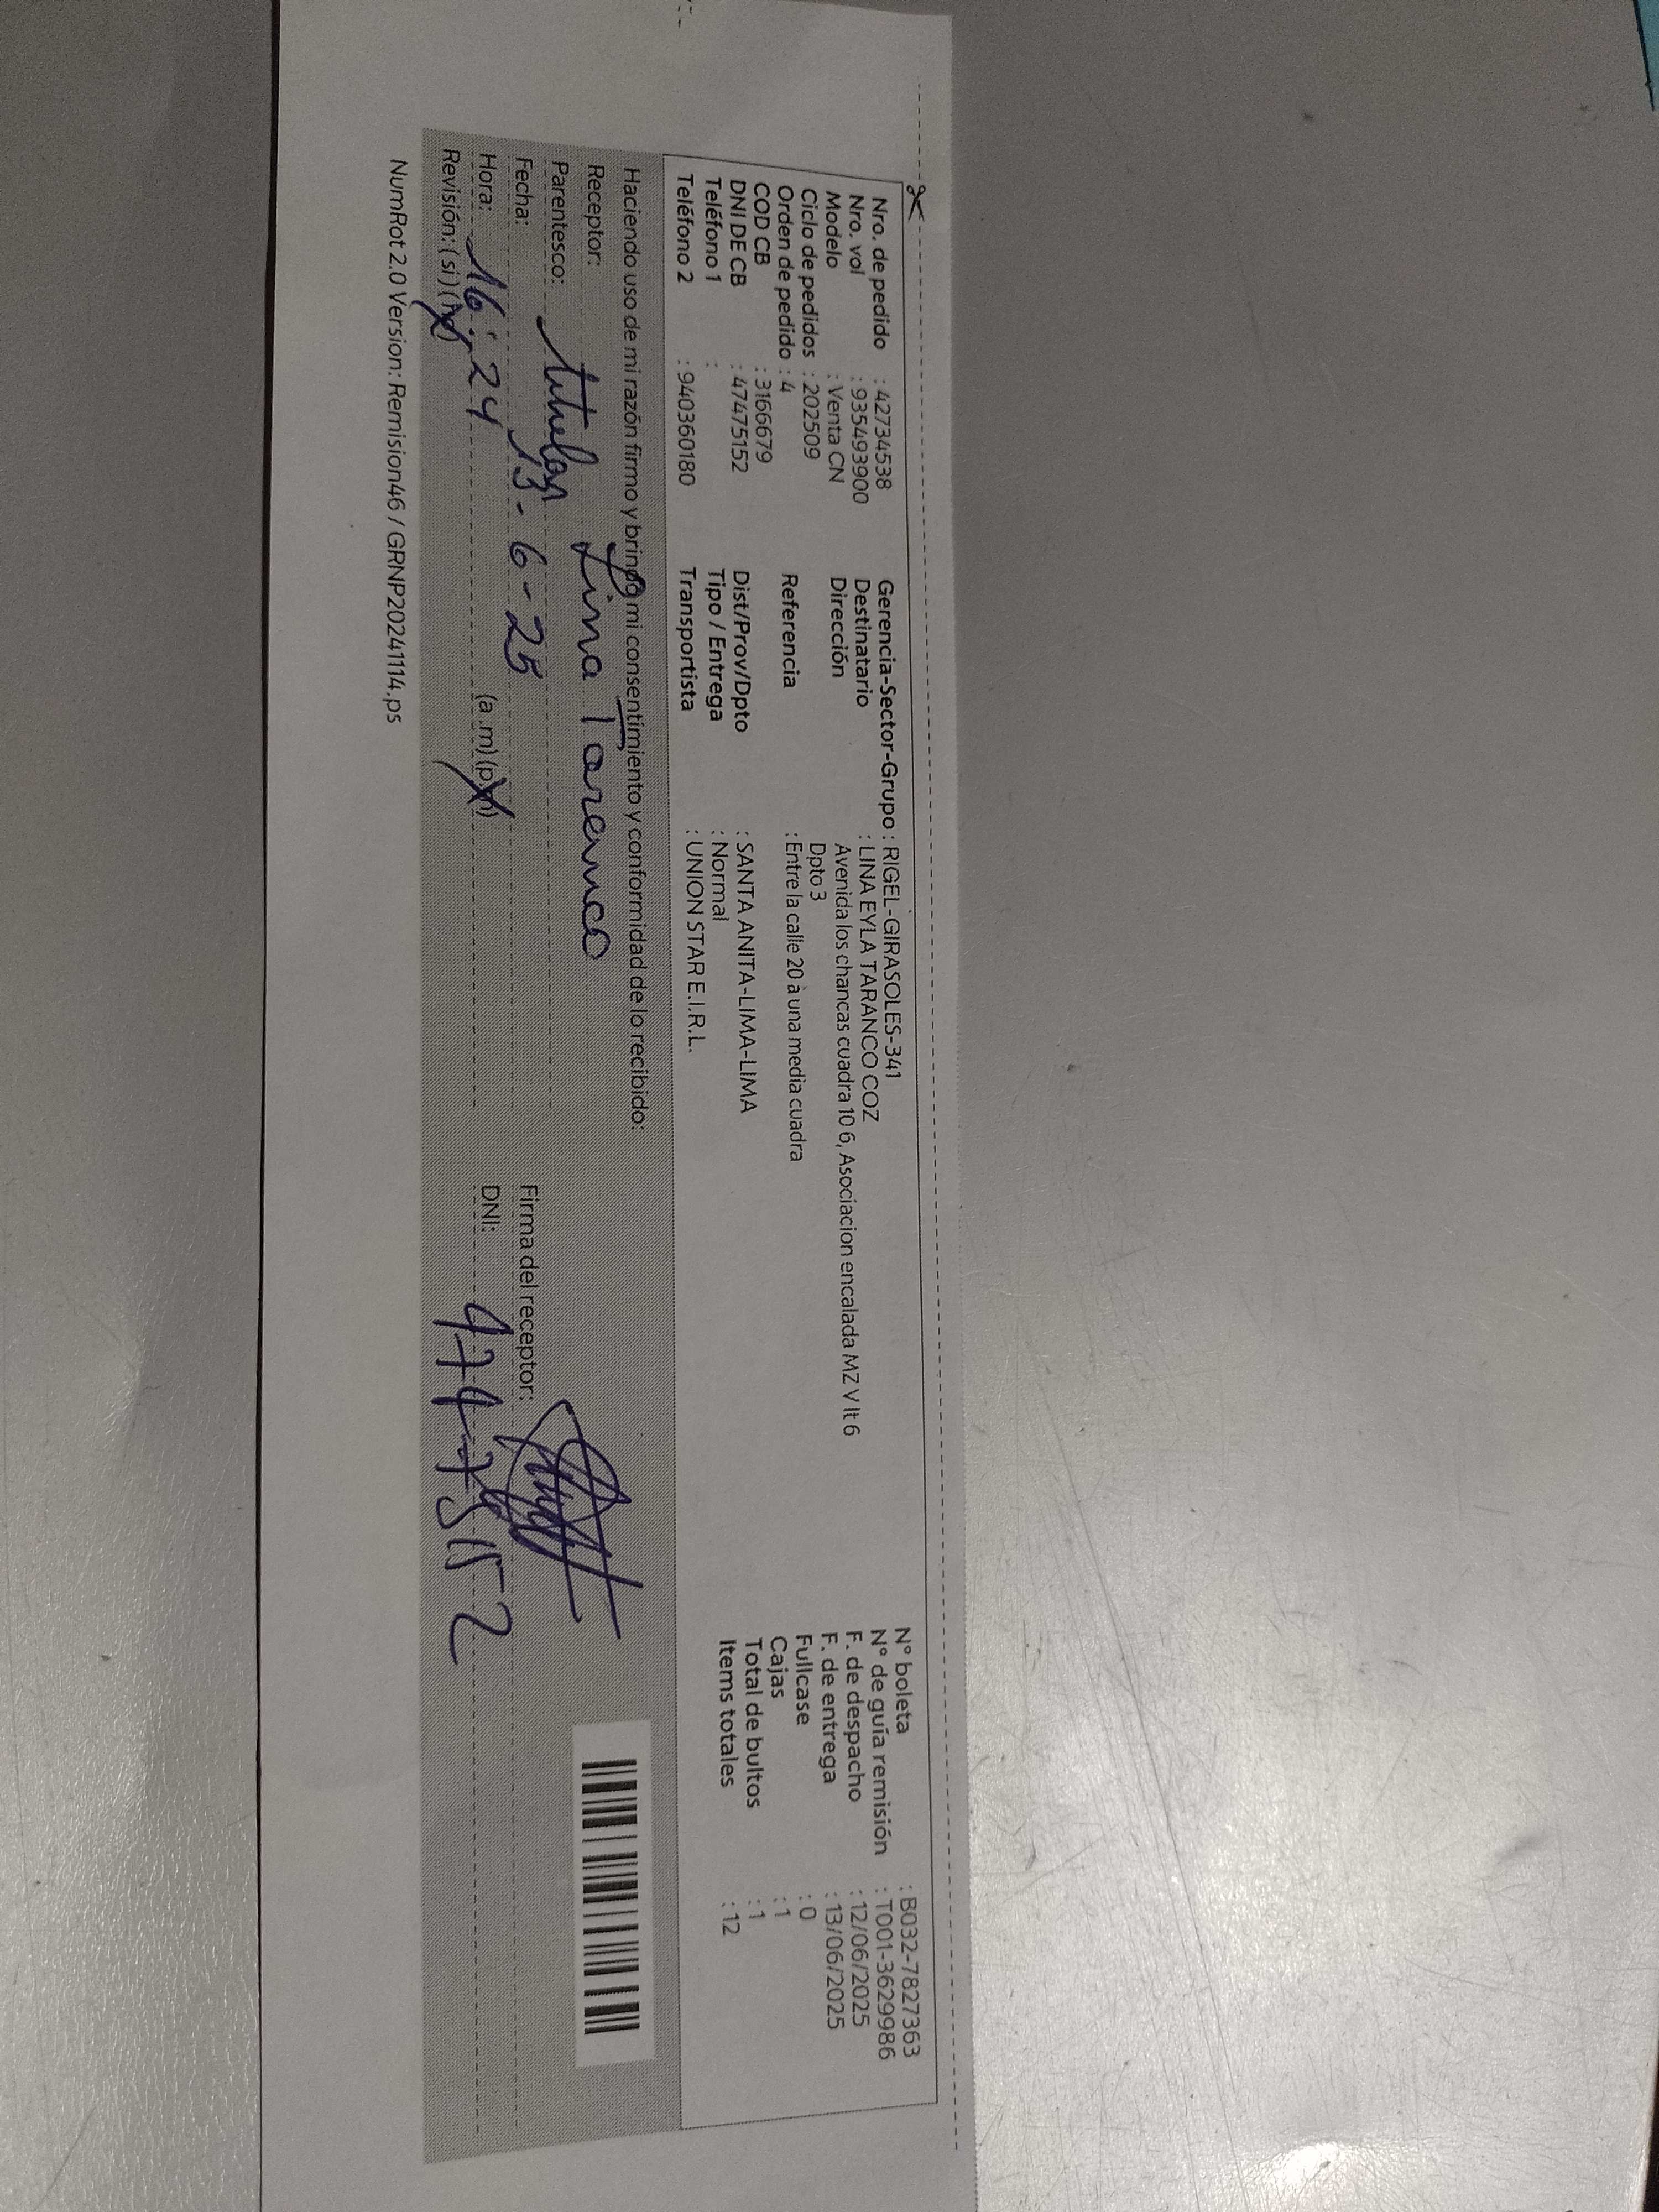 Nro. de pedido : 42734538
Nro. vol : 935493900
Modelo : Venta CN
Ciclo de pedidos : 202509
Orden de pedido : 4
COD CB : 3166679
DNI DE CB : 47475152
Teléfono 1 :
Teléfono 2 : 940360180
Gerencia-Sector-Grupo : RIGEL-GIRASOLES-341
Destinatario : LINA EYLA TARANCO COZ
Dirección Avenida los chancas cuadra 10 6, Asociacion encalada MZ V lt 6
Dpto 3
Referencia : Entre la calle 20 à una media cuadra
Dist/Prov/Dpto : SANTA ANITA-LIMA-LIMA
Tipo / Entrega : Normal
Transportista : UNION STAR E.I.R.L.
N° boleta : B032-7827363
N° de guía remisión : T001-3629986
F. de despacho : 12/06/2025
F. de entrega : 13/06/2025
Fullcase : 0
Cajas : 1
Total de bultos : 1
Items totales : 12
Haciendo uso de mi razón firmo y brindo mi consentimiento y conformidad de lo recibido:
Receptor: Lina Taranco
Parentesco: titular
Fecha: 13-6-25
Hora: 16:24 (a.m) (p.m)
Revisión: (si) (no)
Firma del receptor:
DNI: 47475152
NumRot 2.0 Version: Remision46 / GRNP20241114.ps